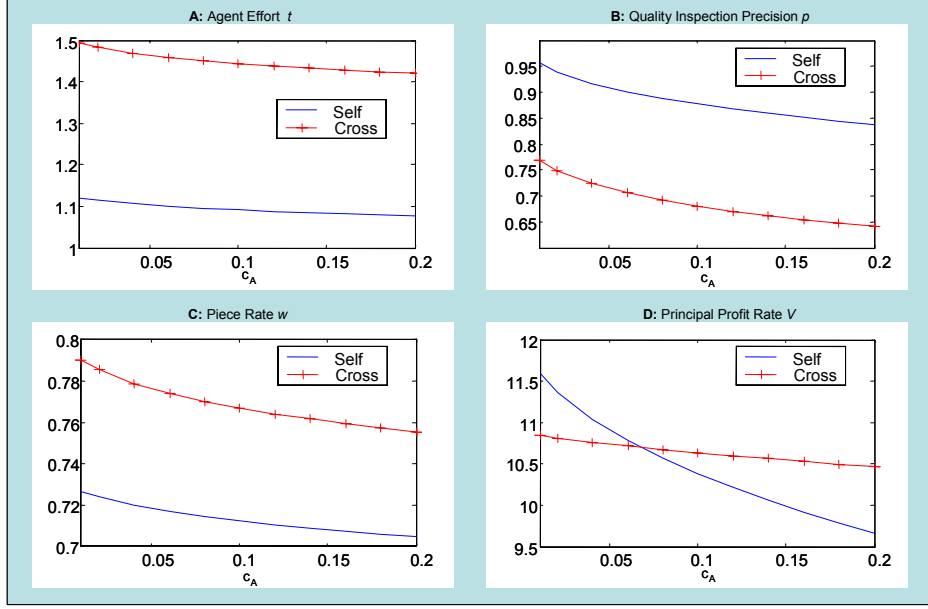 A: Agent Effort t
1.5
1.4
1.3
1.2
1.1
1
Self
Cross
0.05
0.1
0.15
0.2
c_A
B: Quality Inspection Precision p
0.95
0.9
0.85
0.75
0.7
0.65
Self
Cross
0.05
0.1
0.15
0.2
c_A
C: Piece Rate w
0.8
0.78
0.76
0.74
0.72
0.7
Self
Cross
0.05
0.1
0.15
0.2
c_A
D: Principal Profit Rate V
12
11.5
11
10.5
10
9.5
Self
Cross
0.05
0.1
0.15
0.2
c_A